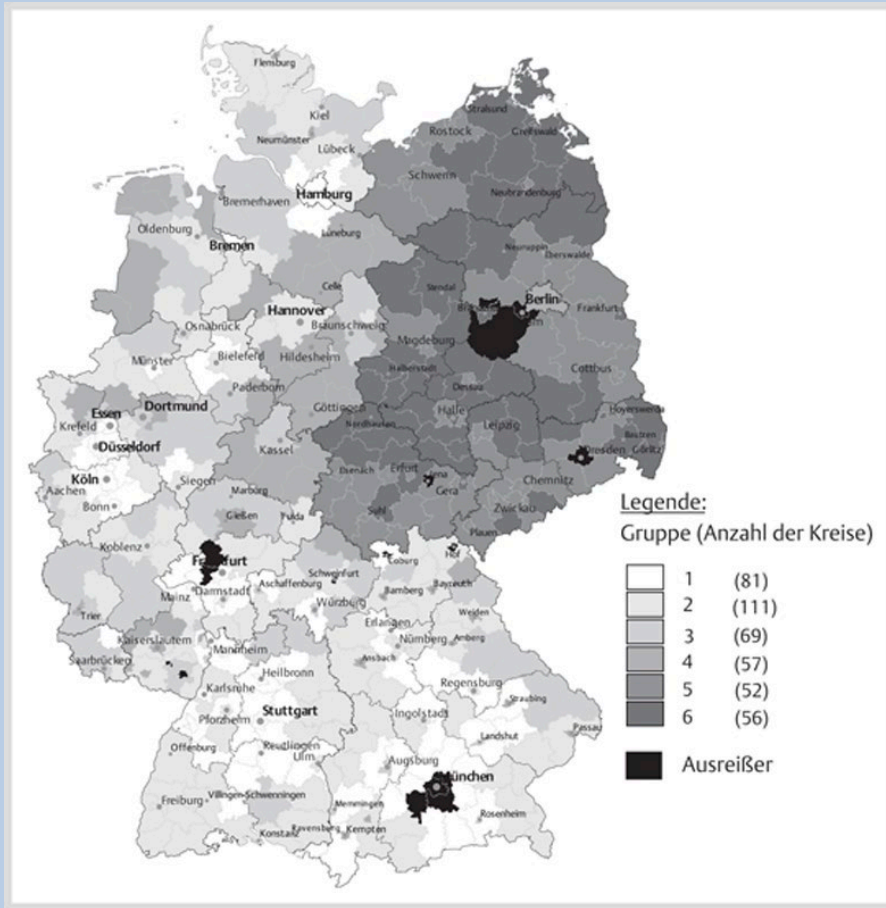 Flensburg
Kiel
Stralsund
Neumünster
Rostock
Greifswald
Lübeck
Schwerin
Hamburg
Neubrandenburg
Bremerhaven
Oldenburg
Lüneburg
Bremen
Neuruppin
Eberswalde
Celle
Stendal
Berlin
Hannover
Frankfurt
Osnabrück
Braunschweig
Magdeburg
Münster
Bielefeld
Hildesheim
Halberstadt
Cottbus
Paderborn
Dessau
Essen
Dortmund
Göttingen
Halle
Hoyerswerda
Krefeld
Nordhausen
Leipzig
Bautzen
Düsseldorf
Kassel
Dresden
Görlitz
Köln
Siegen
Eisenach
Erfurt
Jena
Chemnitz
Aachen
Marburg
Gera
Bonn
Gießen
Fulda
Suhl
Zwickau
Plauen
Koblenz
Frankfurt
Schweinfurt
Coburg
Hof
Mainz
Darmstadt
Aschaffenburg
Bamberg
Bayreuth
Trier
Würzburg
Weiden
Erlangen
Kaiserslautern
Mannheim
Nürnberg
Amberg
Saarbrücken
Ansbach
Heilbronn
Regensburg
Karlsruhe
Straubing
Stuttgart
Ingolstadt
Pforzheim
Passau
Offenburg
Reutlingen
Landshut
Ulm
Augsburg
München
Freiburg
Villingen-Schwenningen
Memmingen
Rosenheim
Konstanz
Ravensburg
Kempten
Legende:
Gruppe (Anzahl der Kreise)
1 (81)
2 (111)
3 (69)
4 (57)
5 (52)
6 (56)
Ausreißer